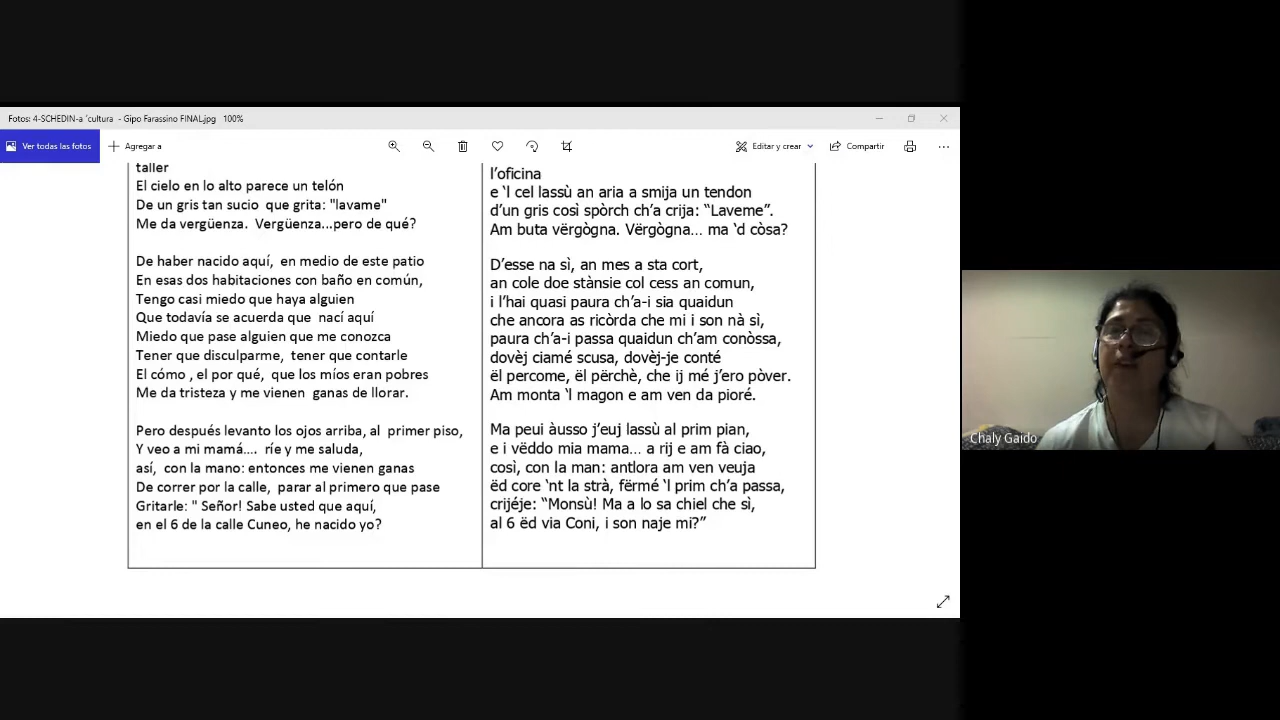 Fotos: 4-SCHEDIN-a 'cultura - Gipo Farassino FINAL.jpg 100%
Ver todas las fotos
Agregar a
Editar y crear
Compartir
taller
El cielo en lo alto parece un telón
De un gris tan sucio que grita: "lavame"
Me da vergüenza. Vergüenza...pero de qué?
De haber nacido aquí, en medio de este patio
En esas dos habitaciones con baño en común,
Tengo casi miedo que haya alguien
Que todavía se acuerda que nací aquí
Miedo que pase alguien que me conozca
Tener que disculparme, tener que contarle
El cómo , el por qué, que los míos eran pobres
Me da tristeza y me vienen ganas de llorar.
Pero después levanto los ojos arriba, al primer piso,
Y veo a mi mamá.... ríe y me saluda,
así, con la mano: entonces me vienen ganas
De correr por la calle, parar al primero que pase
Gritarle: " Señor! Sabe usted que aquí,
en el 6 de la calle Cuneo, he nacido yo?
l'oficina
e 'l cel lassù an aria a smija un tendon
d'un gris così spòrch ch'a crija: "Laveme".
Am buta vërgògna. Vërgògna... ma 'd còsa?
D'esse na sì, an mes a sta cort,
an cole doe stànsie col cess an comun,
i l'hai quasi paura ch'a-i sia quaidun
che ancora as ricòrda che mi i son nà sì,
paura ch'a-i passa quaidun ch'am conòssa,
dovèj ciamé scusa, dovèj-je conté
ël percome, ël përchè, che ij mé j'ero pòver.
Am monta 'l magon e am ven da pioré.
Ma peui àusso j'euj lassù al prim pian,
e i vëddo mia mama... a rij e am fà ciao,
così, con la man: antlora am ven veuja
ëd core 'nt la strà, fërmé 'l prim ch'a passa,
crijéje: "Monsù! Ma a lo sa chiel che sì,
al 6 ëd via Coni, i son naje mi?"
Chaly Gaido